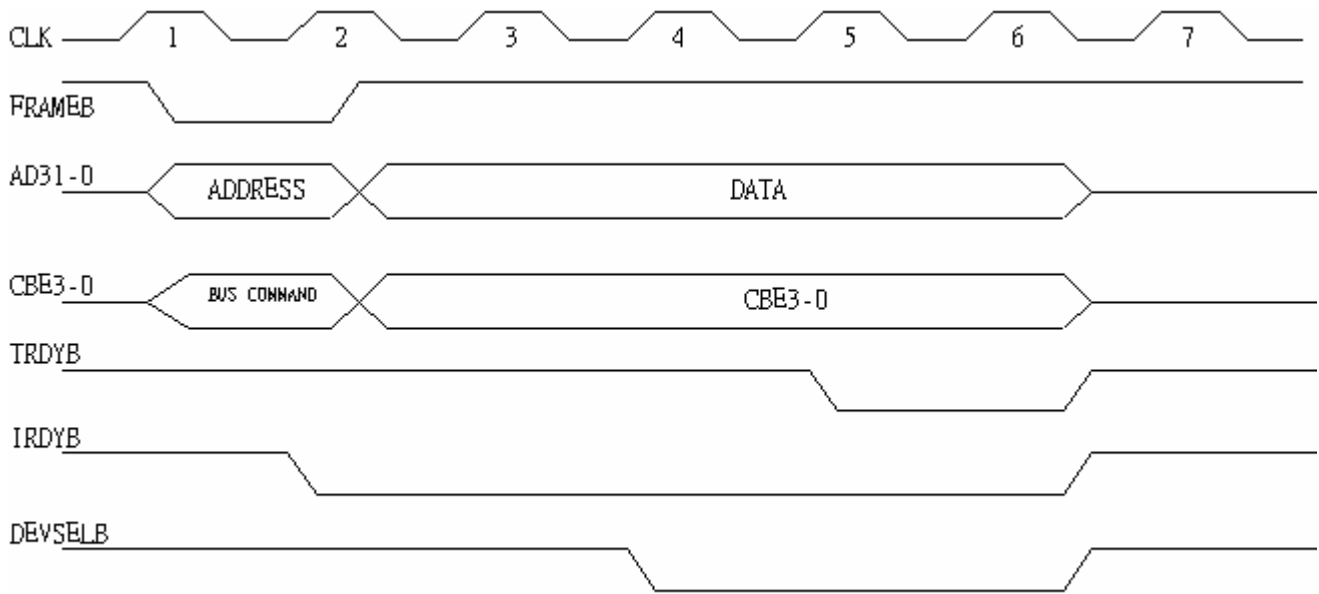 CLK 1 2 3 4 5 6 7
FRAMEB
AD31-0 ADDRESS DATA
CBE3-0 BUS COMMAND CBE3-0
TRDYB
IRDYB
DEVSELB